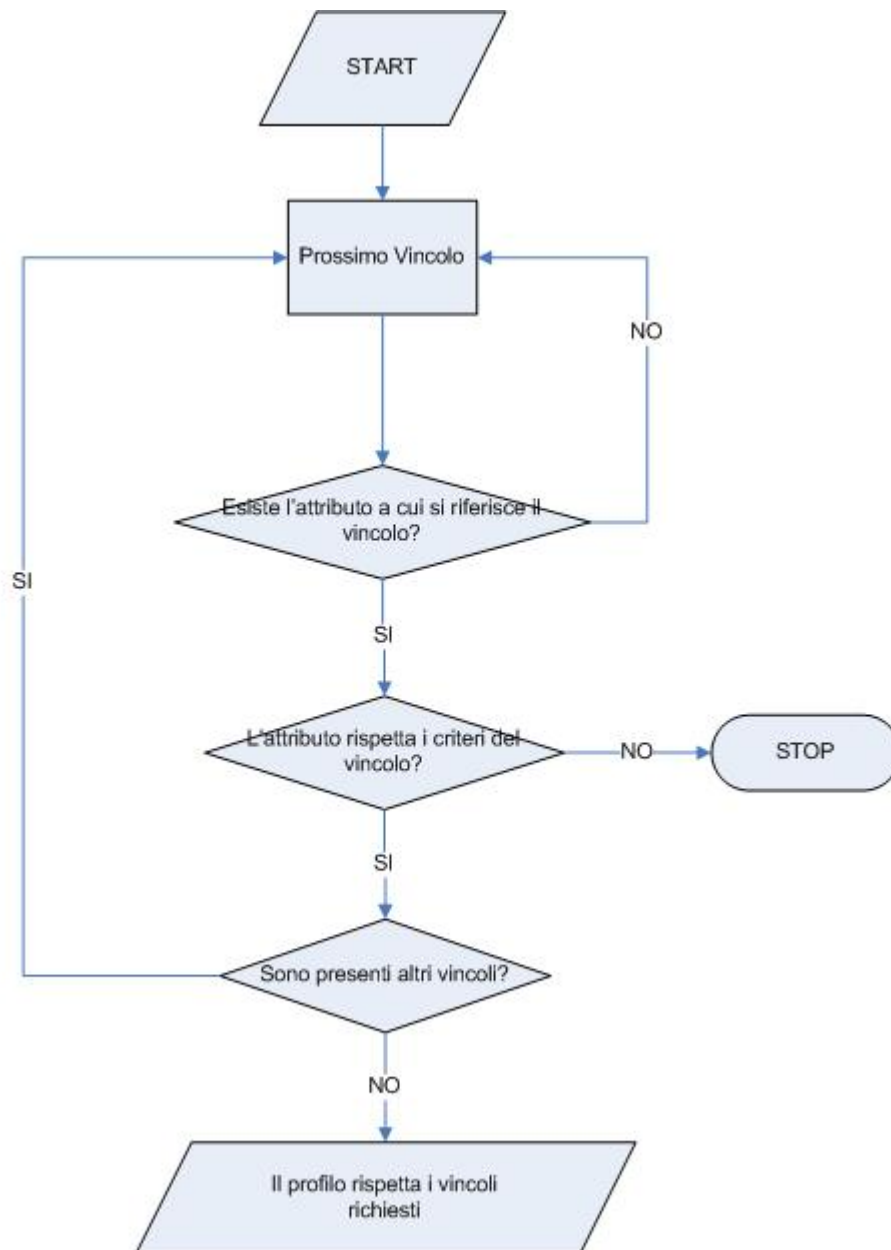 START
Prossimo Vincolo
NO
Esiste l'attributo a cui si riferisce il
vincolo?
SI
SI
L'attributo rispetta i criteri del
vincolo?
NO
STOP
SI
Sono presenti altri vincoli?
NO
Il profilo rispetta i vincoli
richiesti